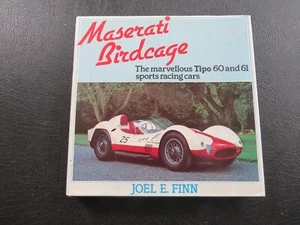 Maserati
Birdcage
The marvellous Tipo 60 and 61
sports racing cars
25
JOEL E. FINN